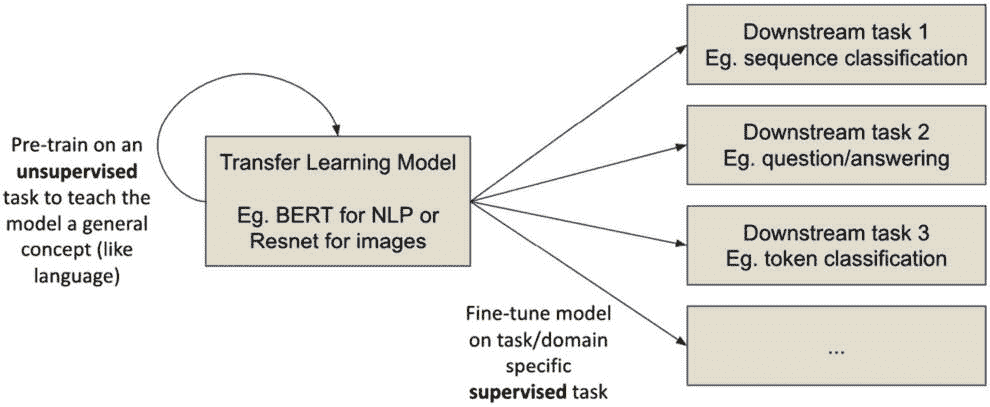 Pre-train on an
unsupervised
task to teach the
model a general
concept (like
language)
Transfer Learning Model
Eg. BERT for NLP or
Resnet for images
Fine-tune model
on task/domain
specific
supervised task
Downstream task 1
Eg. sequence classification
Downstream task 2
Eg. question/answering
Downstream task 3
Eg. token classification
...